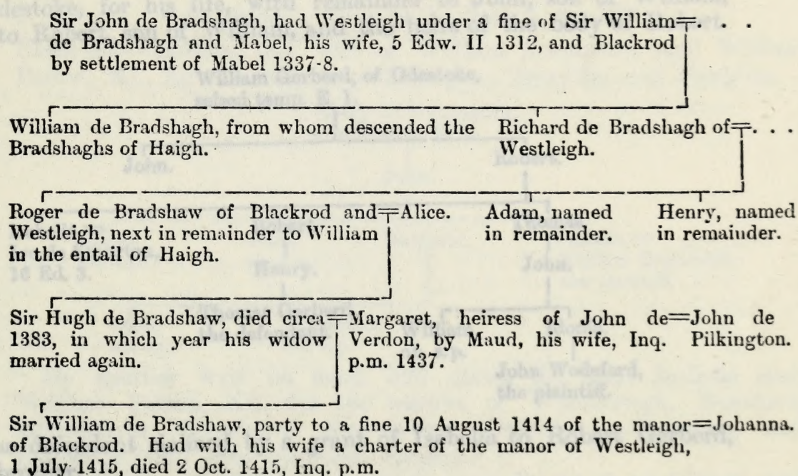 Sir John de Bradshagh, had Westleigh under a fine of Sir William=. . .
de Bradshagh and Mabel, his wife, 5 Edw. II 1312, and Blackrod
by settlement of Mabel 1337-8.
William de Bradshagh, from whom descended the
Bradshaghs of Haigh.
Richard de Bradshagh of=. . .
Westleigh.
Roger de Bradshaw of Blackrod and=Alice.
Westleigh, next in remainder to William
in the entail of Haigh.
Adam, named
in remainder.
Henry, named
in remainder.
Sir Hugh de Bradshaw, died circa=
1383, in which year his widow
married again.
Margaret, heiress of John de=John de
Verdon, by Maud, his wife, Inq. Pilkington.
p.m. 1437.
Sir William de Bradshaw, party to a fine 10 August 1414 of the manor=Johanna.
of Blackrod. Had with his wife a charter of the manor of Westleigh,
1 July 1415, died 2 Oct. 1415, Inq. p.m.